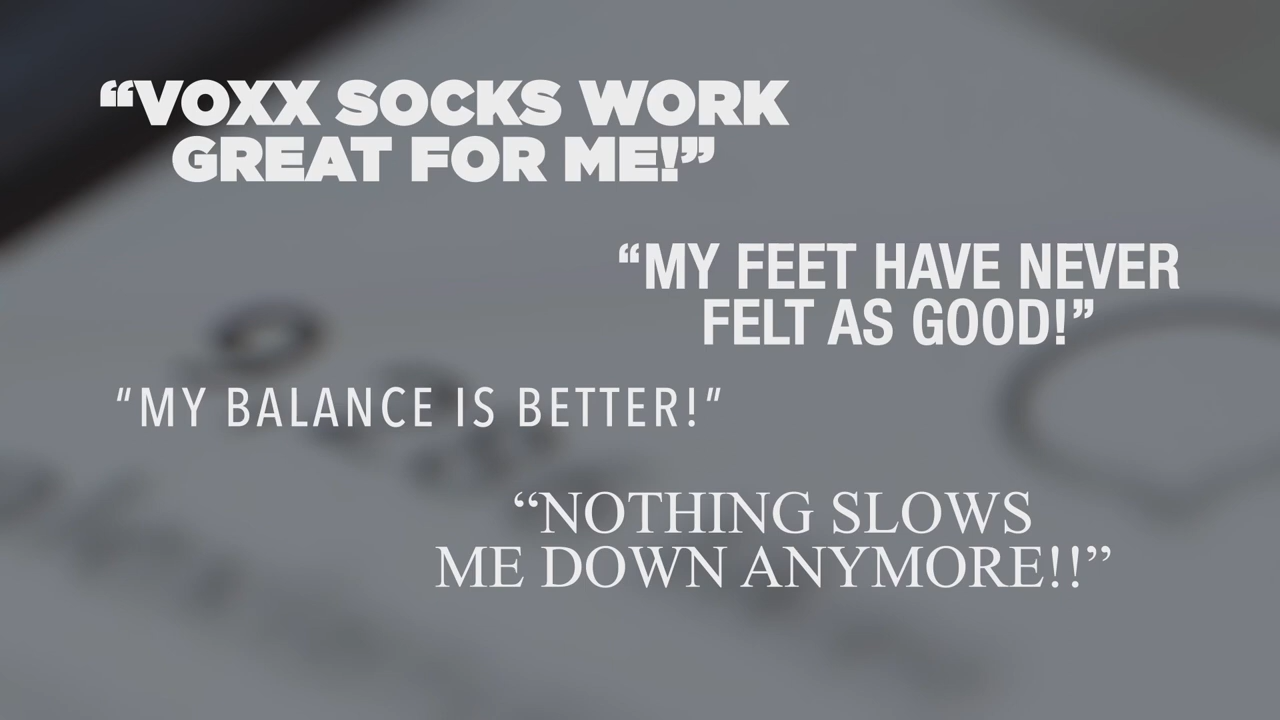 “VOXX SOCKS WORK
GREAT FOR ME!”
“MY FEET HAVE NEVER
FELT AS GOOD!”
“MY BALANCE IS BETTER!”
“NOTHING SLOWS
ME DOWN ANYMORE!!”